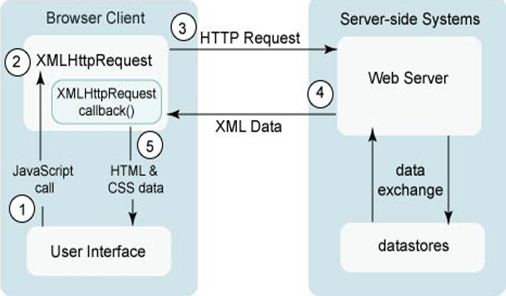 Browser Client
Server-side Systems
3
HTTP Request
2
XMLHttpRequest
XMLHttpRequest
callback()
Web Server
4
XML Data
5
JavaScript
call
HTML &
CSS data
data
exchange
1
User Interface
datastores